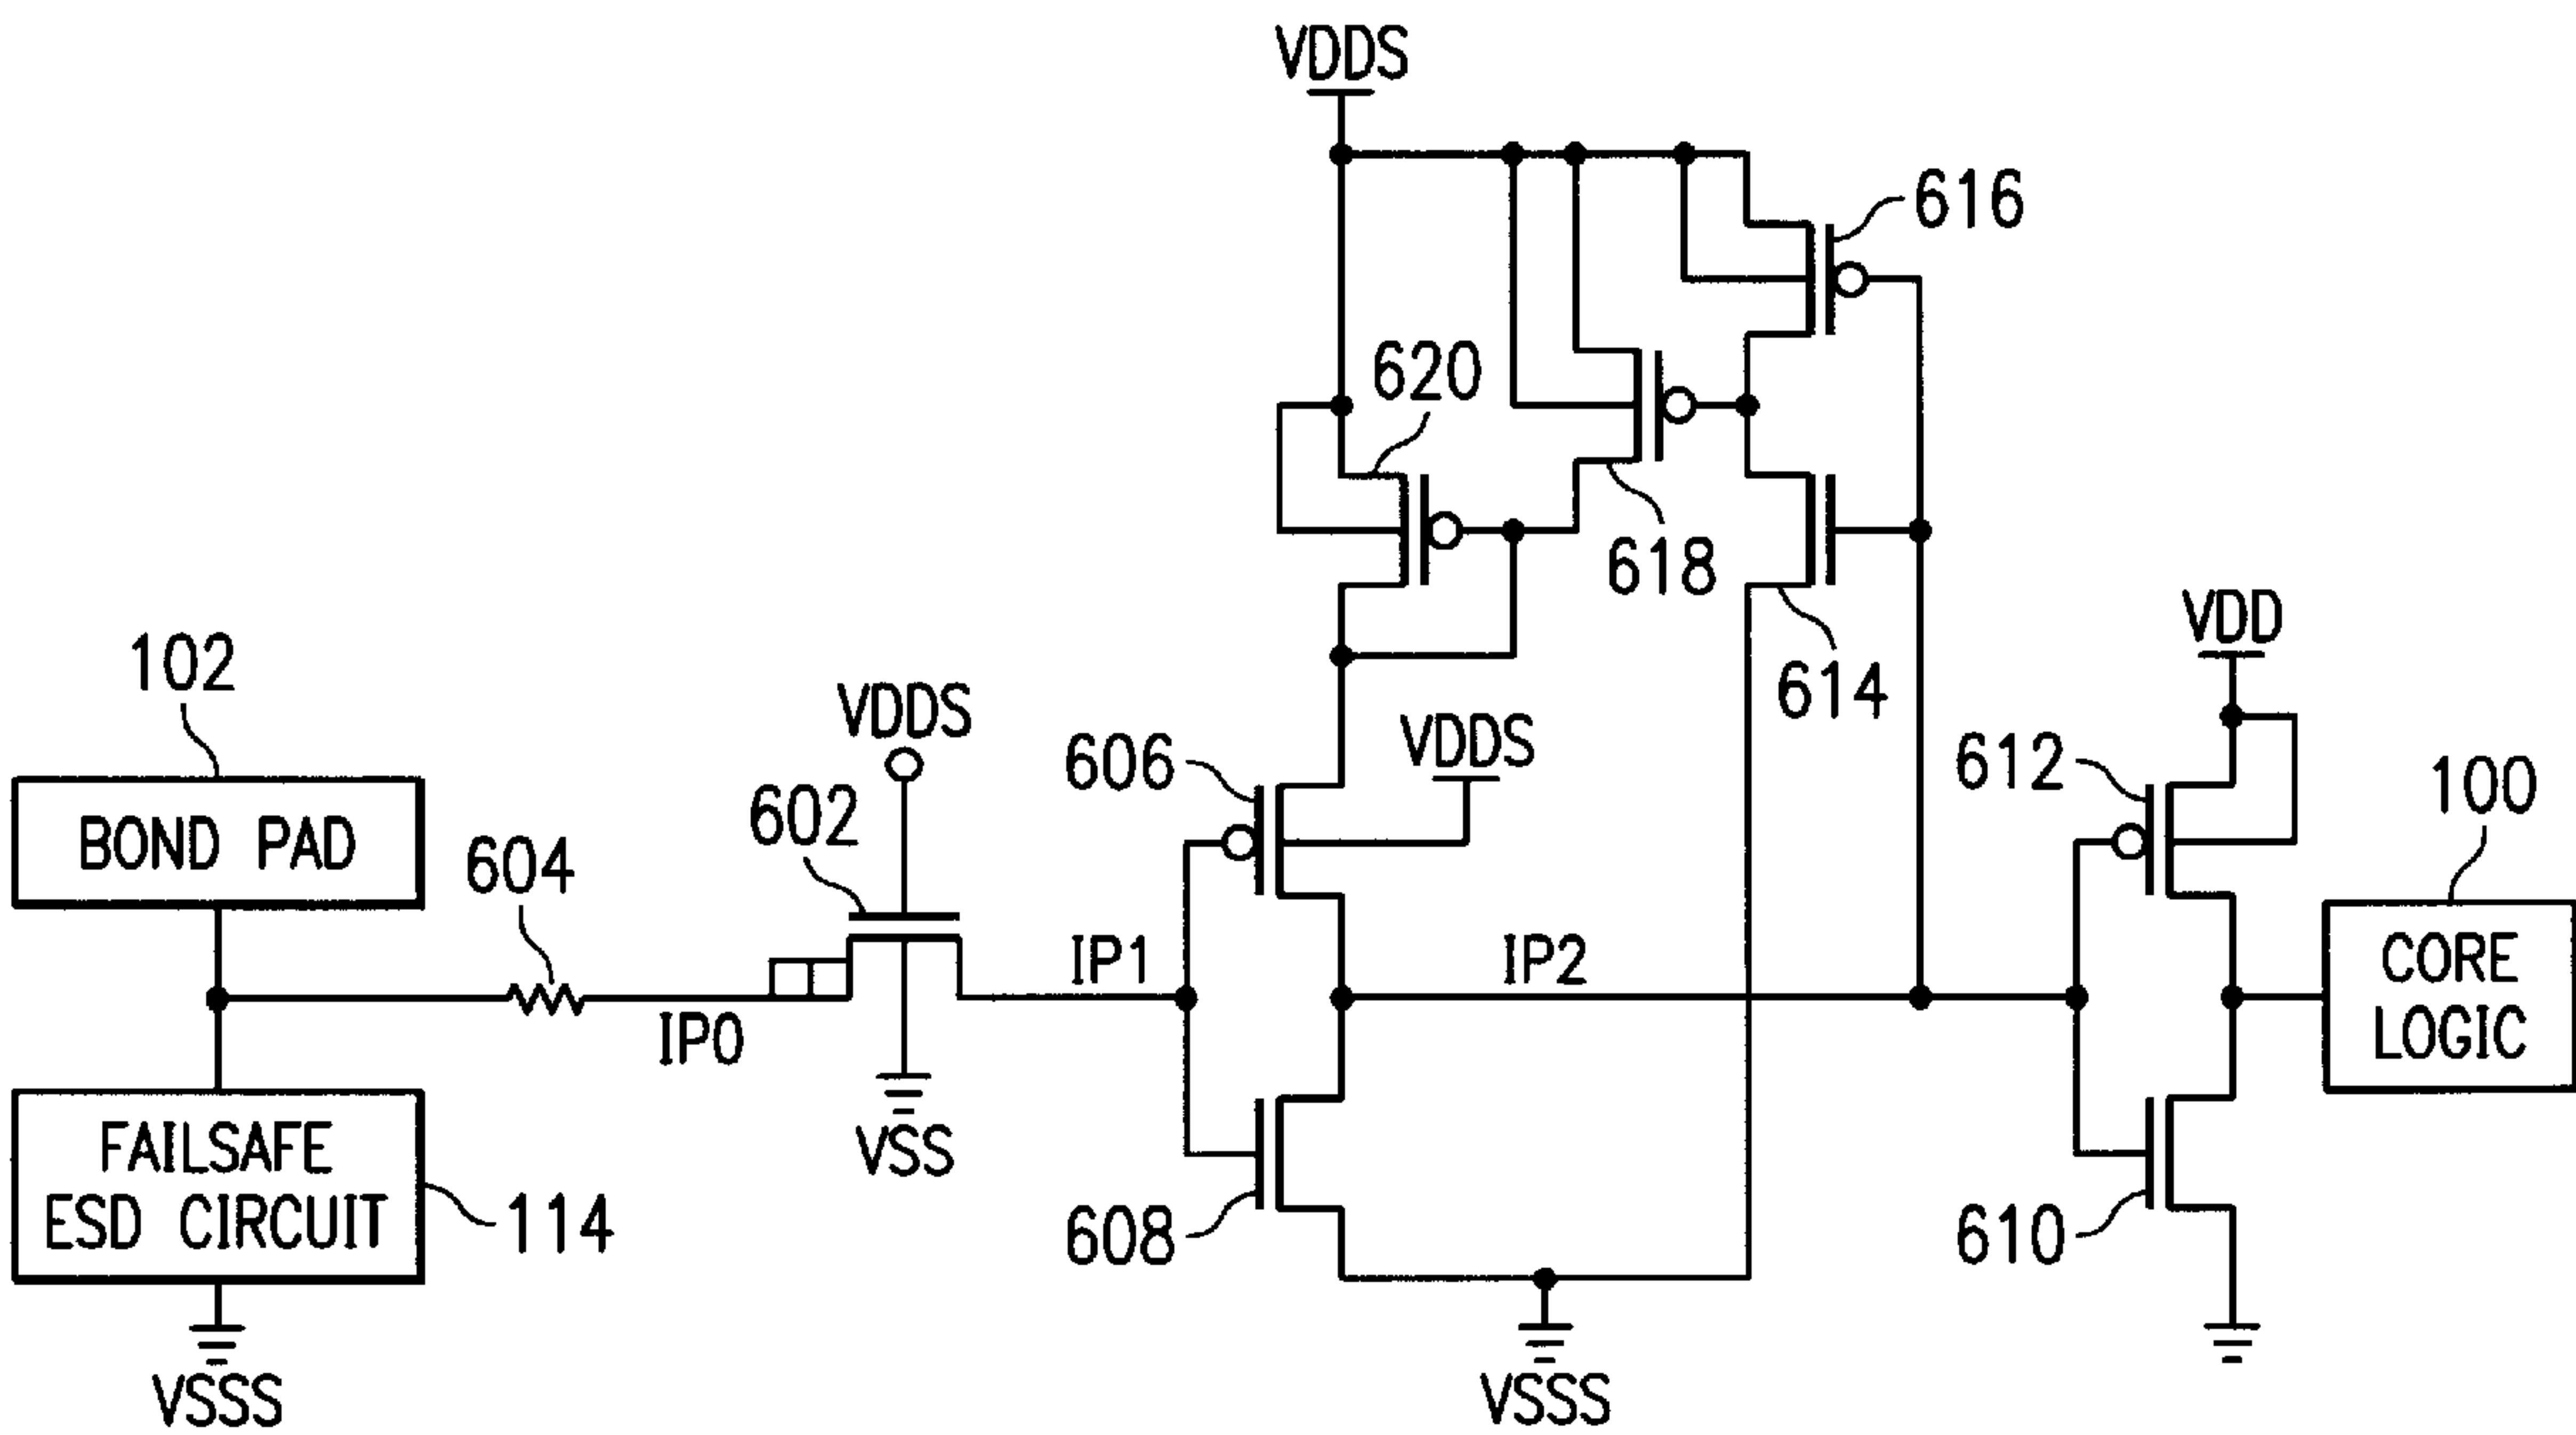 VDDS
616
620
618
614
VDD
102
VDDS
606
VDDS
612
100
BOND PAD
604
602
CORE
LOGIC
IP1
IP2
IP0
VSS
FAILSAFE
ESD CIRCUIT
114
608
610
VSSS
VSSS